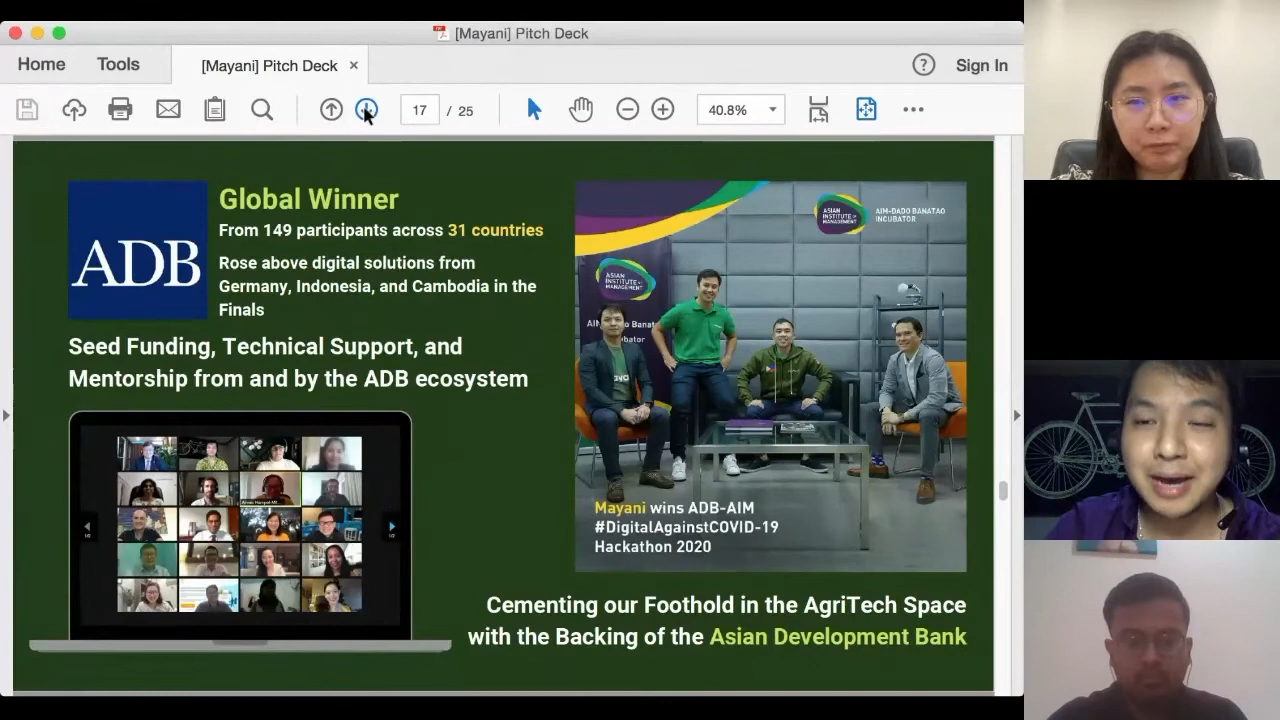 [Mayani] Pitch Deck
Home
Tools
[Mayani] Pitch Deck ×
Sign In
17 / 25
40.8%
ADB
Global Winner
From 149 participants across 31 countries
Rose above digital solutions from
Germany, Indonesia, and Cambodia in the
Finals
Seed Funding, Technical Support, and
Mentorship from and by the ADB ecosystem
ASIAN
INSTITUTE of
MANAGEMENT
AIM-DADO BANATAO
INCUBATOR
ASIAN
INSTITUTE of
MANAGEMENT
Mayani wins ADB-AIM
#DigitalAgainstCOVID-19
Hackathon 2020
Cementing our Foothold in the AgriTech Space
with the Backing of the Asian Development Bank